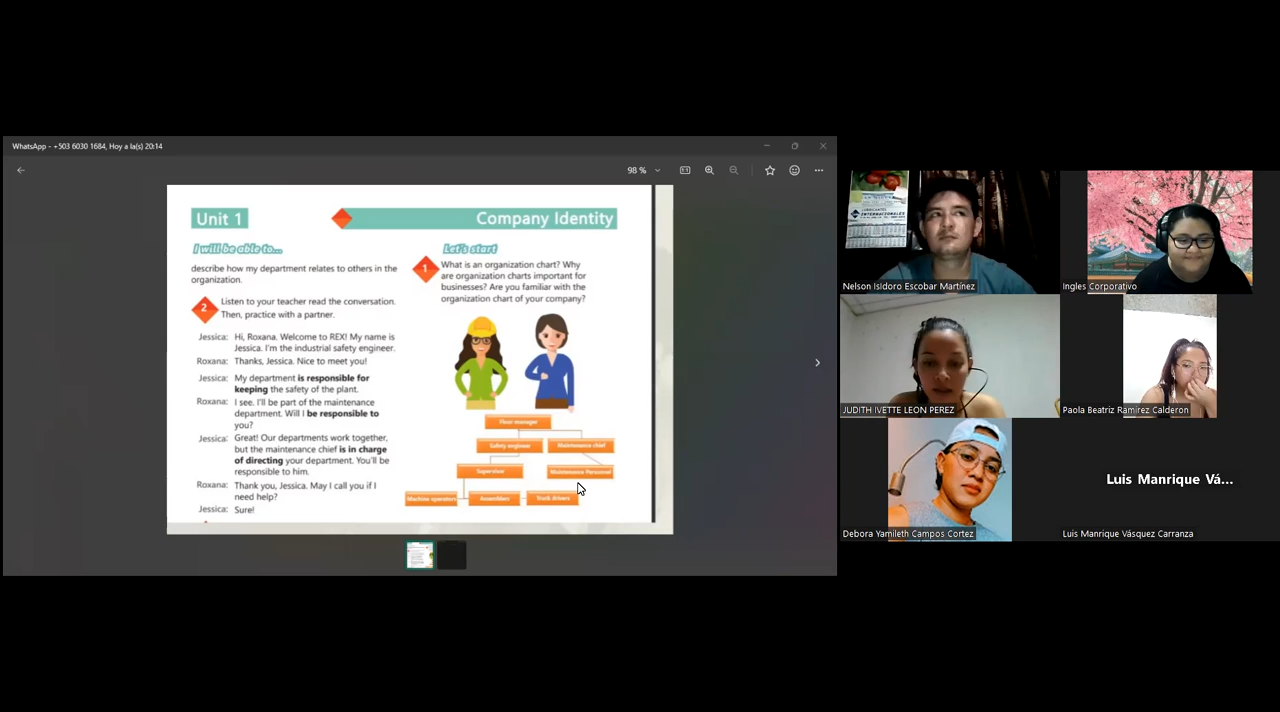 WhatsApp - +503 6030 1684, Hoy a la(s) 20:14
98 %
Unit 1
Company Identity
I will be able to...
describe how my department relates to others in the
organization.
2
Listen to your teacher read the conversation.
Then, practice with a partner.
Jessica: Hi, Roxana. Welcome to REX! My name is
Jessica. I'm the industrial safety engineer.
Roxana: Thanks, Jessica. Nice to meet you!
Jessica: My department is responsible for
keeping the safety of the plant.
Roxana: I see. I'll be part of the maintenance
department. Will I be responsible to
you?
Jessica: Great! Our departments work together,
but the maintenance chief is in charge
of directing your department. You'll be
responsible to him.
Roxana: Thank you, Jessica. May I call you if I
need help?
Jessica: Sure!
Let's start
1
What is an organization chart? Why
are organization charts important for
businesses? Are you familiar with the
organization chart of your company?
Floor manager
Safety engineer
Maintenance chief
Supervisor
Maintenance Personnel
Machine operators
Assemblers
Truck drivers
Nelson Isidoro Escobar Martínez
Ingles Corporativo
JUDITH IVETTE LEON PEREZ
Paola Beatriz Ramirez Calderon
Debora Yamileth Campos Cortez
Luis Manrique Vá...
Luis Manrique Vásquez Carranza